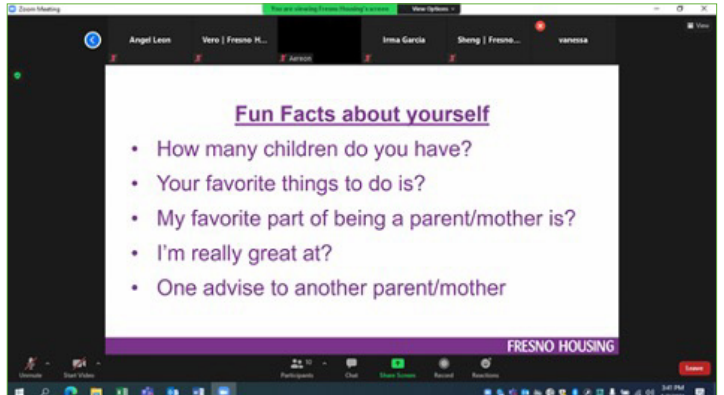 Zoom Meeting
You are viewing Fresno Housing's screen
View Options
View
Angel Leon
Vero | Fresno H...
Aereon
Irma Garcia
Sheng | Fresno...
vanessa
Fun Facts about yourself
• How many children do you have?
• Your favorite things to do is?
• My favorite part of being a parent/mother is?
• I'm really great at?
• One advise to another parent/mother
FRESNO HOUSING
Unmute
Start Video
Participants
Chat
Share Screen
Record
Reactions
Leave
3:41 PM